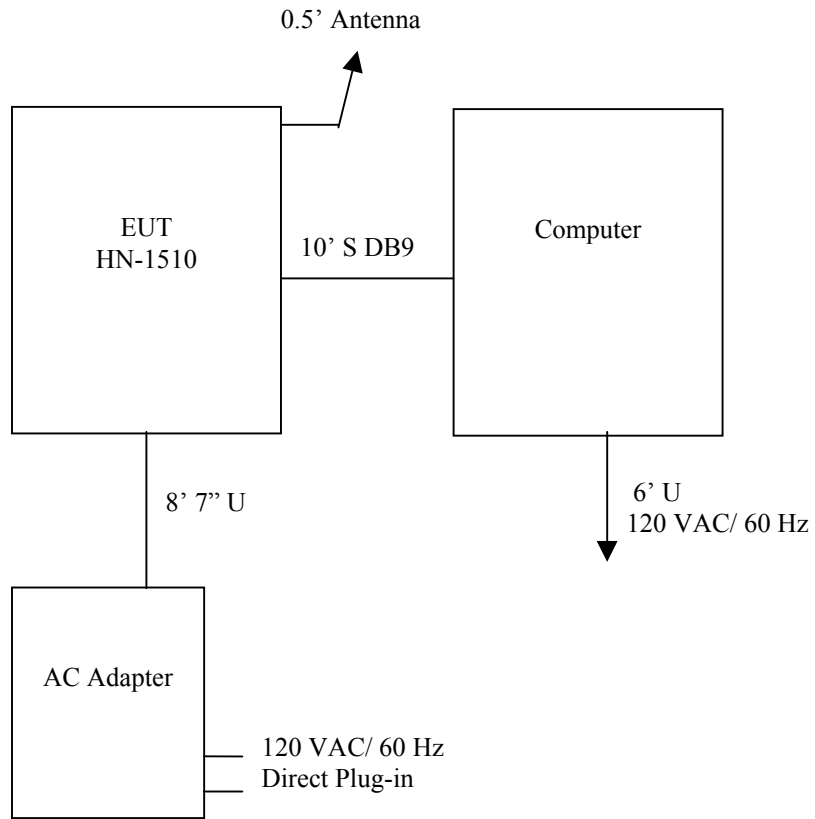 0.5’ Antenna
EUT
HN-1510
10’ S DB9
Computer
8’ 7” U
6’ U
120 VAC/ 60 Hz
AC Adapter
120 VAC/ 60 Hz
Direct Plug-in